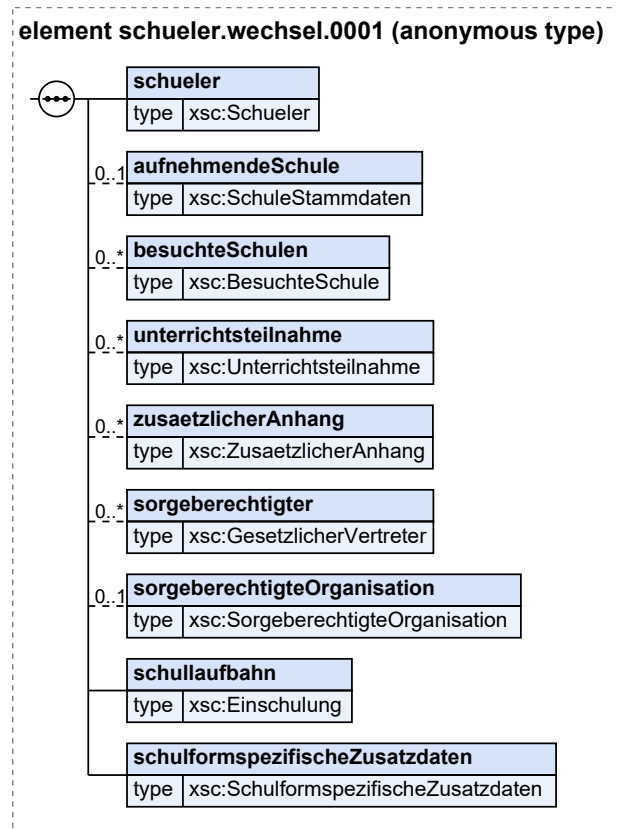 element schueler.wechsel.0001 (anonymous type)
schueler
type xsc:Schueler
0..1 aufnehmendeSchule
type xsc:SchuleStammdaten
0..* besuchteSchulen
type xsc:BesuchteSchule
0..* unterrichtsteilnahme
type xsc:Unterrichtsteilnahme
0..* zusaetzlicherAnhang
type xsc:ZusaetzlicherAnhang
0..* sorgeberechtigter
type xsc:GesetzlicherVertreter
0..1 sorgeberechtigteOrganisation
type xsc:SorgeberechtigteOrganisation
schullaufbahn
type xsc:Einschulung
schulformspezifischeZusatzdaten
type xsc:SchulformspezifischeZusatzdaten